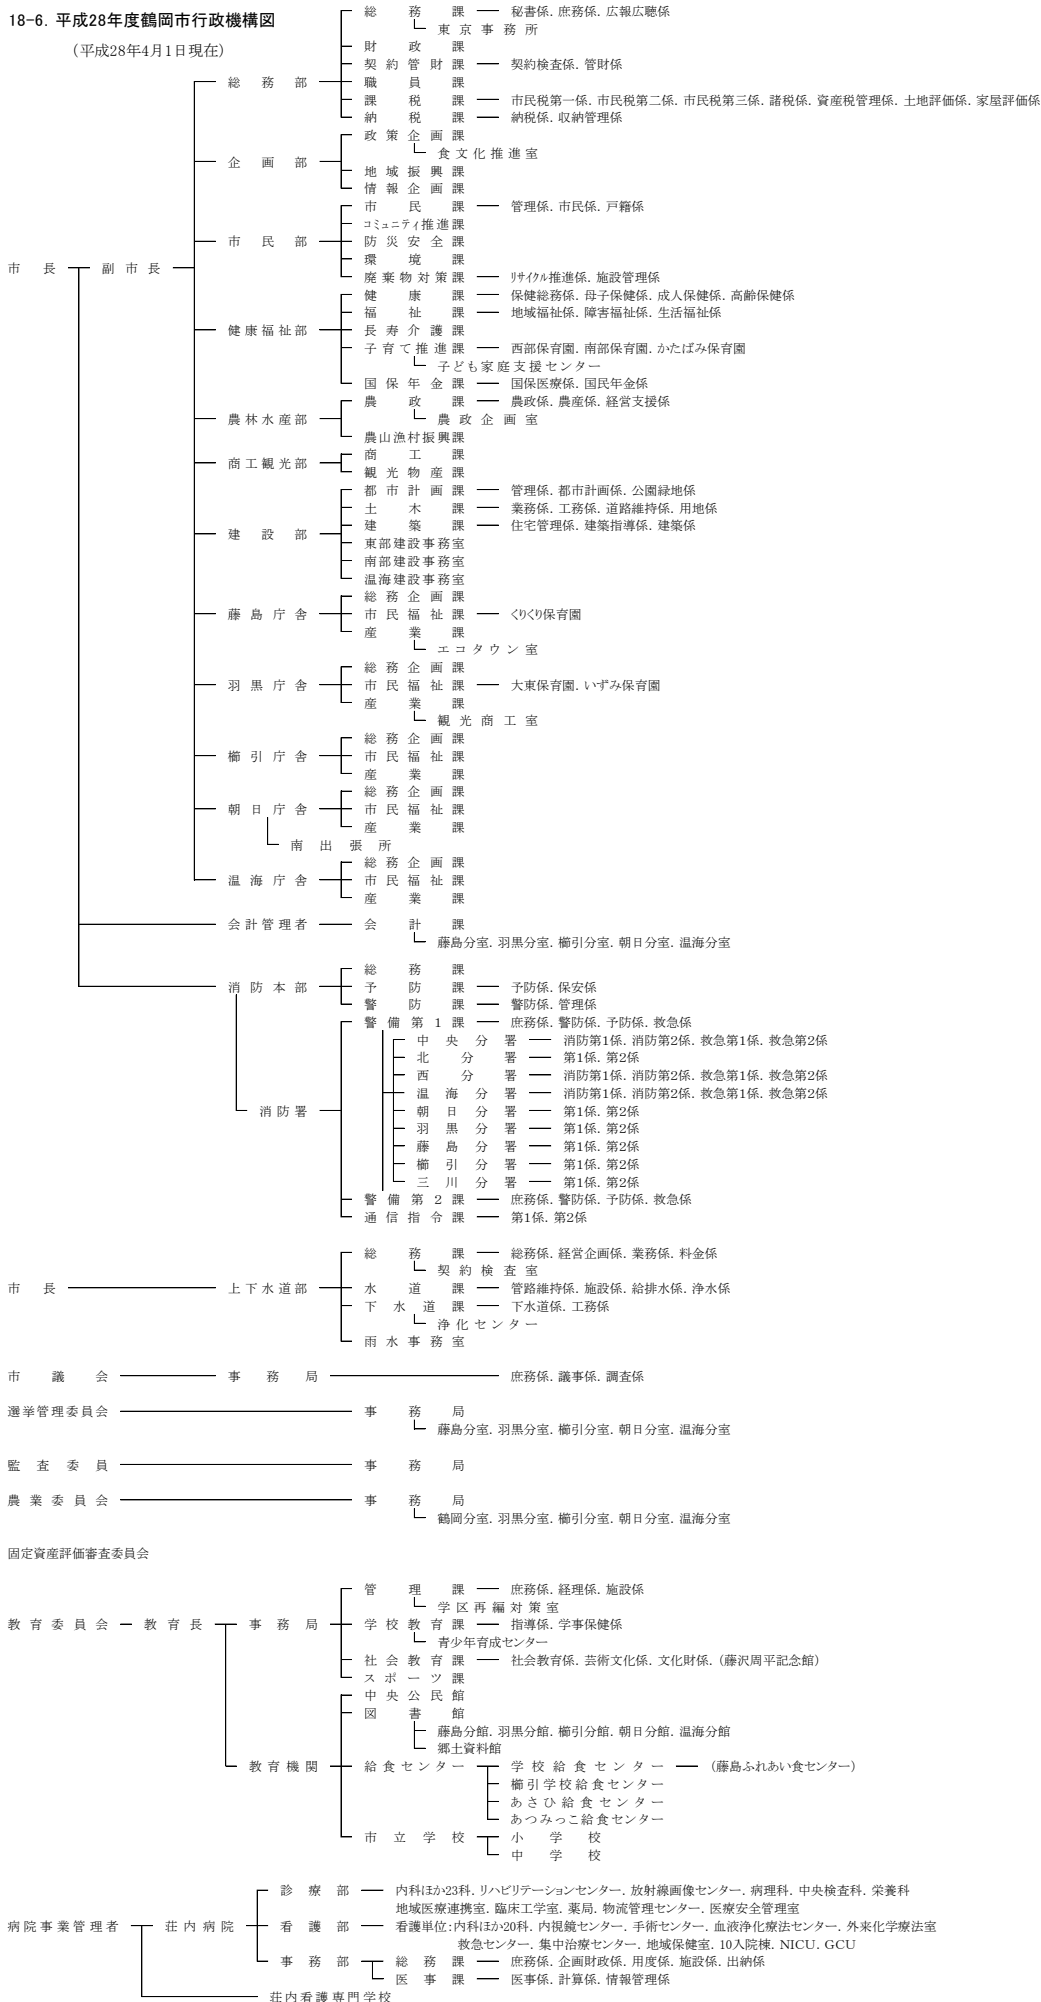 18-6. 平成28年度鶴岡市行政機構図
（平成28年4月1日現在）
総務課 秘書係. 庶務係. 広報広聴係
東京事務所
財政課
契約管財課 契約検査係. 管財係
総務部 職員課
課税課 市民税第一係. 市民税第二係. 市民税第三係. 諸税係. 資産税管理係. 土地評価係. 家屋評価係
納税課 納税係. 収納管理係
政策企画課
食文化推進室
企画部
地域振興課
情報企画課
市民課 管理係. 市民係. 戸籍係
コミュニティ推進課
市民部 防災安全課
環境課
市長 副市長
廃棄物対策課 リサイクル推進係. 施設管理係
健康課 保健総務係. 母子保健係. 成人保健係. 高齢保健係
福祉課 地域福祉係. 障害福祉係. 生活福祉係
健康福祉部 長寿介護課
子育て推進課 西部保育園. 南部保育園. かたばみ保育園
子ども家庭支援センター
国保年金課 国保医療係. 国民年金係
農政課 農政係. 農産係. 経営支援係
農林水産部 農政企画室
農山漁村振興課
商工課
商工観光部
観光物産課
都市計画課 管理係. 都市計画係. 公園緑地係
土木課 業務係. 工務係. 道路維持係. 用地係
建築課 住宅管理係. 建築指導係. 建築係
建設部
東部建設事務室
南部建設事務室
温海建設事務室
総務企画課
藤島庁舎 市民福祉課 くりくり保育園
産業課
エコタウン室
総務企画課
羽黒庁舎 市民福祉課 大東保育園. いずみ保育園
産業課
観光商工室
総務企画課
櫛引庁舎 市民福祉課
産業課
総務企画課
朝日庁舎 市民福祉課
産業課
南出張所
総務企画課
温海庁舎 市民福祉課
産業課
会計管理者 会計課
藤島分室. 羽黒分室. 櫛引分室. 朝日分室. 温海分室
総務課
消防本部 予防課 予防係. 保安係
警防課 警防係. 管理係
警備第1課 庶務係. 警防係. 予防係. 救急係
中央分署 消防第1係. 消防第2係. 救急第1係. 救急第2係
北分署 第1係. 第2係
西分署 消防第1係. 消防第2係. 救急第1係. 救急第2係
温海分署 消防第1係. 消防第2係. 救急第1係. 救急第2係
消防署 朝日分署 第1係. 第2係
羽黒分署 第1係. 第2係
藤島分署 第1係. 第2係
櫛引分署 第1係. 第2係
三川分署 第1係. 第2係
警備第2課 庶務係. 警防係. 予防係. 救急係
通信指令課 第1係. 第2係
総務課 総務係. 経営企画係. 業務係. 料金係
契約検査室
市長 上下水道部 水道課 管路維持係. 施設係. 給排水係. 浄水係
下水道課 下水道係. 工務係
浄化センター
雨水事務室
市議会 事務局 庶務係. 議事係. 調査係
選挙管理委員会 事務局
藤島分室. 羽黒分室. 櫛引分室. 朝日分室. 温海分室
監査委員 事務局
農業委員会 事務局
鶴岡分室. 羽黒分室. 櫛引分室. 朝日分室. 温海分室
固定資産評価審査委員会
管理課 庶務係. 経理係. 施設係
学区再編対策室
教育委員会 教育長 事務局 学校教育課 指導係. 学事保健係
青少年育成センター
社会教育課 社会教育係. 芸術文化係. 文化財係. (藤沢周平記念館)
スポーツ課
中央公民館
図書館
藤島分館. 羽黒分館. 櫛引分館. 朝日分館. 温海分館
郷土資料館
教育機関 給食センター 学校給食センター (藤島ふれあい食センター)
櫛引学校給食センター
あさひ給食センター
あつみっこ給食センター
市立学校 小学校
中学校
診療部 内科ほか23科. リハビリテーションセンター. 放射線画像センター. 病理科. 中央検査科. 栄養科
地域医療連携室. 臨床工学室. 薬局. 物流管理センター. 医療安全管理室
病院事業管理者 荘内病院 看護部 看護単位:内科ほか20科. 内視鏡センター. 手術センター. 血液浄化療法センター. 外来化学療法室
救急センター. 集中治療センター. 地域保健室. 10入院棟. NICU. GCU
事務部 総務課 庶務係. 企画財政係. 用度係. 施設係. 出納係
医事課 医事係. 計算係. 情報管理係
荘内看護専門学校